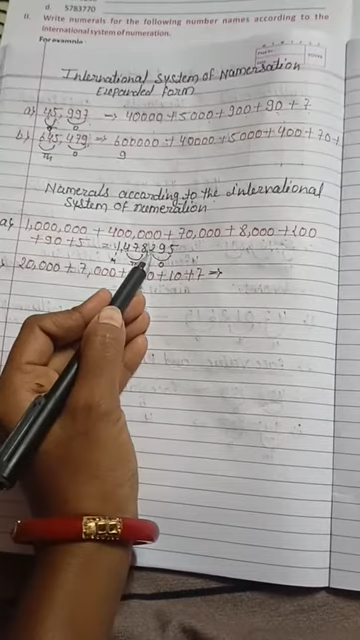 d. 5783770
II. Write numerals for the following number names according to the
international system of numeration.
For example:
International System of Numersation
Expanded form
a) 45,997 → 40000 + 5000 + 900 + 90 + 7
b) 645,479 → 600000 + 40000 + 5000 + 400 + 70 +
9
Numerals according to the international
System of numeration
a) 1,000,000 + 400,000 + 70,000 + 8,000 + 200
+ 90 + 5 = 1,478,295
20,000 + 7,000 + 10 + 7 ⇒